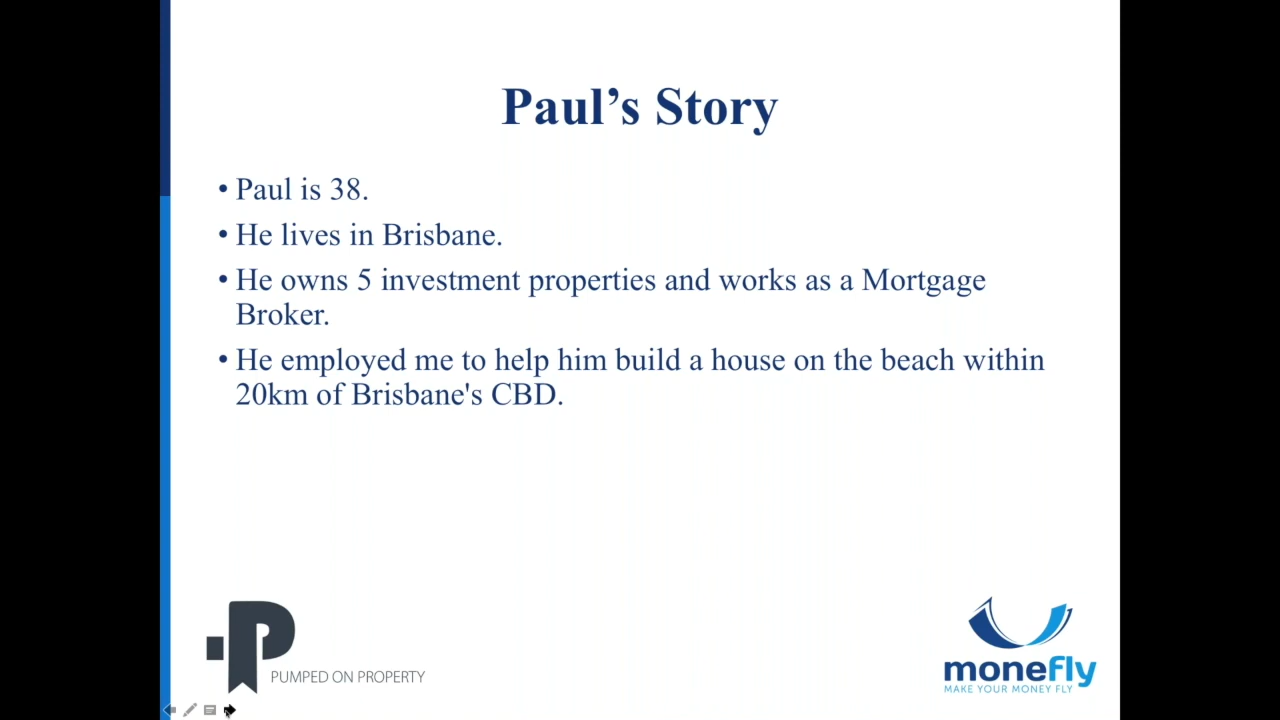 Paul’s Story
• Paul is 38.
• He lives in Brisbane.
• He owns 5 investment properties and works as a Mortgage
Broker.
• He employed me to help him build a house on the beach within
20km of Brisbane's CBD.
P
PUMPED ON PROPERTY
monefly
MAKE YOUR MONEY FLY